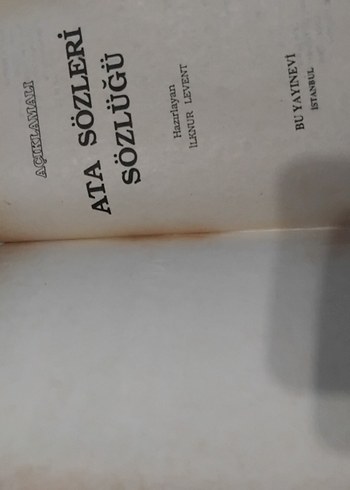 AÇIKLAMALI
ATA SÖZLERİ
SÖZLÜĞÜ
Hazırlayan
İLKNUR LEVENT
BU YAYINEVİ
İSTANBUL